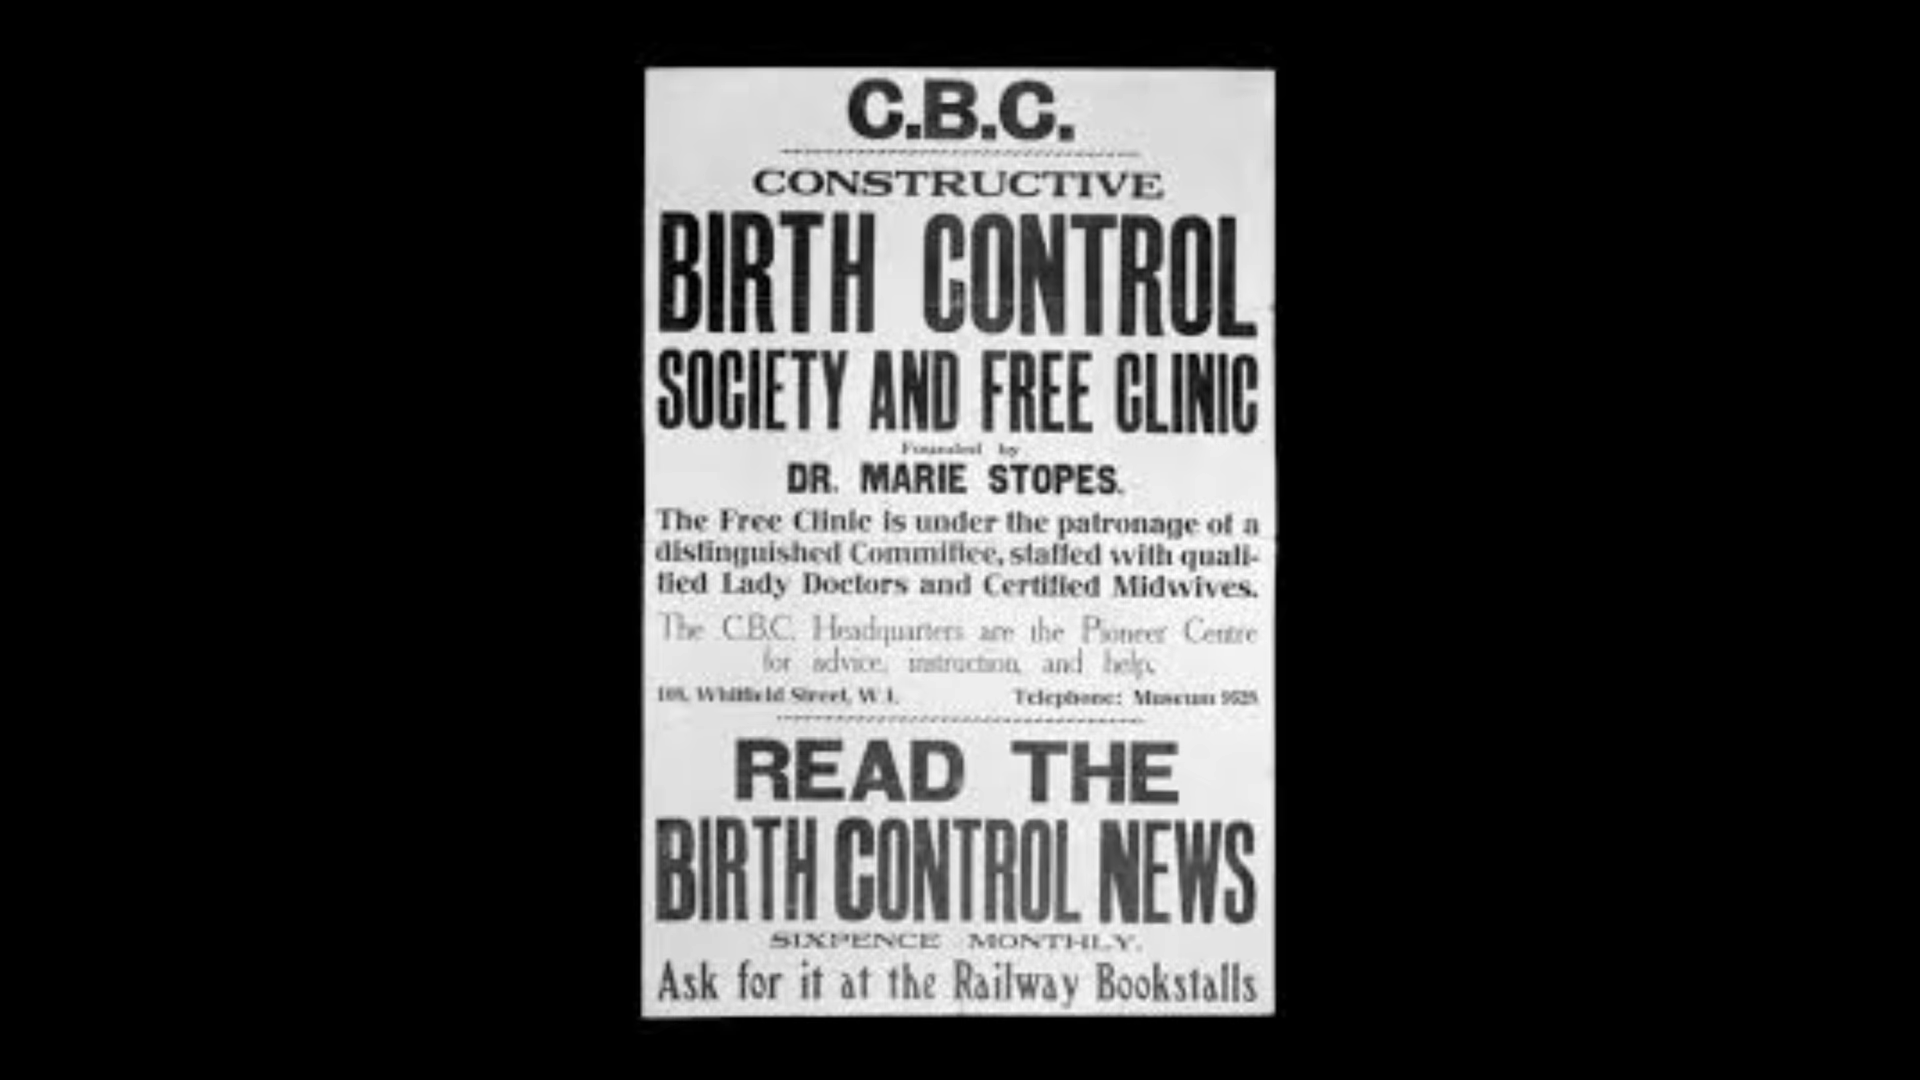 C.B.C.
CONSTRUCTIVE
BIRTH CONTROL
SOCIETY AND FREE CLINIC
Founded by
DR. MARIE STOPES.
The Free Clinic is under the patronage of a
distinguished Committee, staffed with quali-
fied Lady Doctors and Certified Midwives.
The C.B.C. Headquarters are the Pioneer Centre
for advice, instruction, and help.
108, Whitfield Street, W.1. Telephone: Museum 9528
READ THE
BIRTH CONTROL NEWS
SIXPENCE MONTHLY.
Ask for it at the Railway Bookstalls